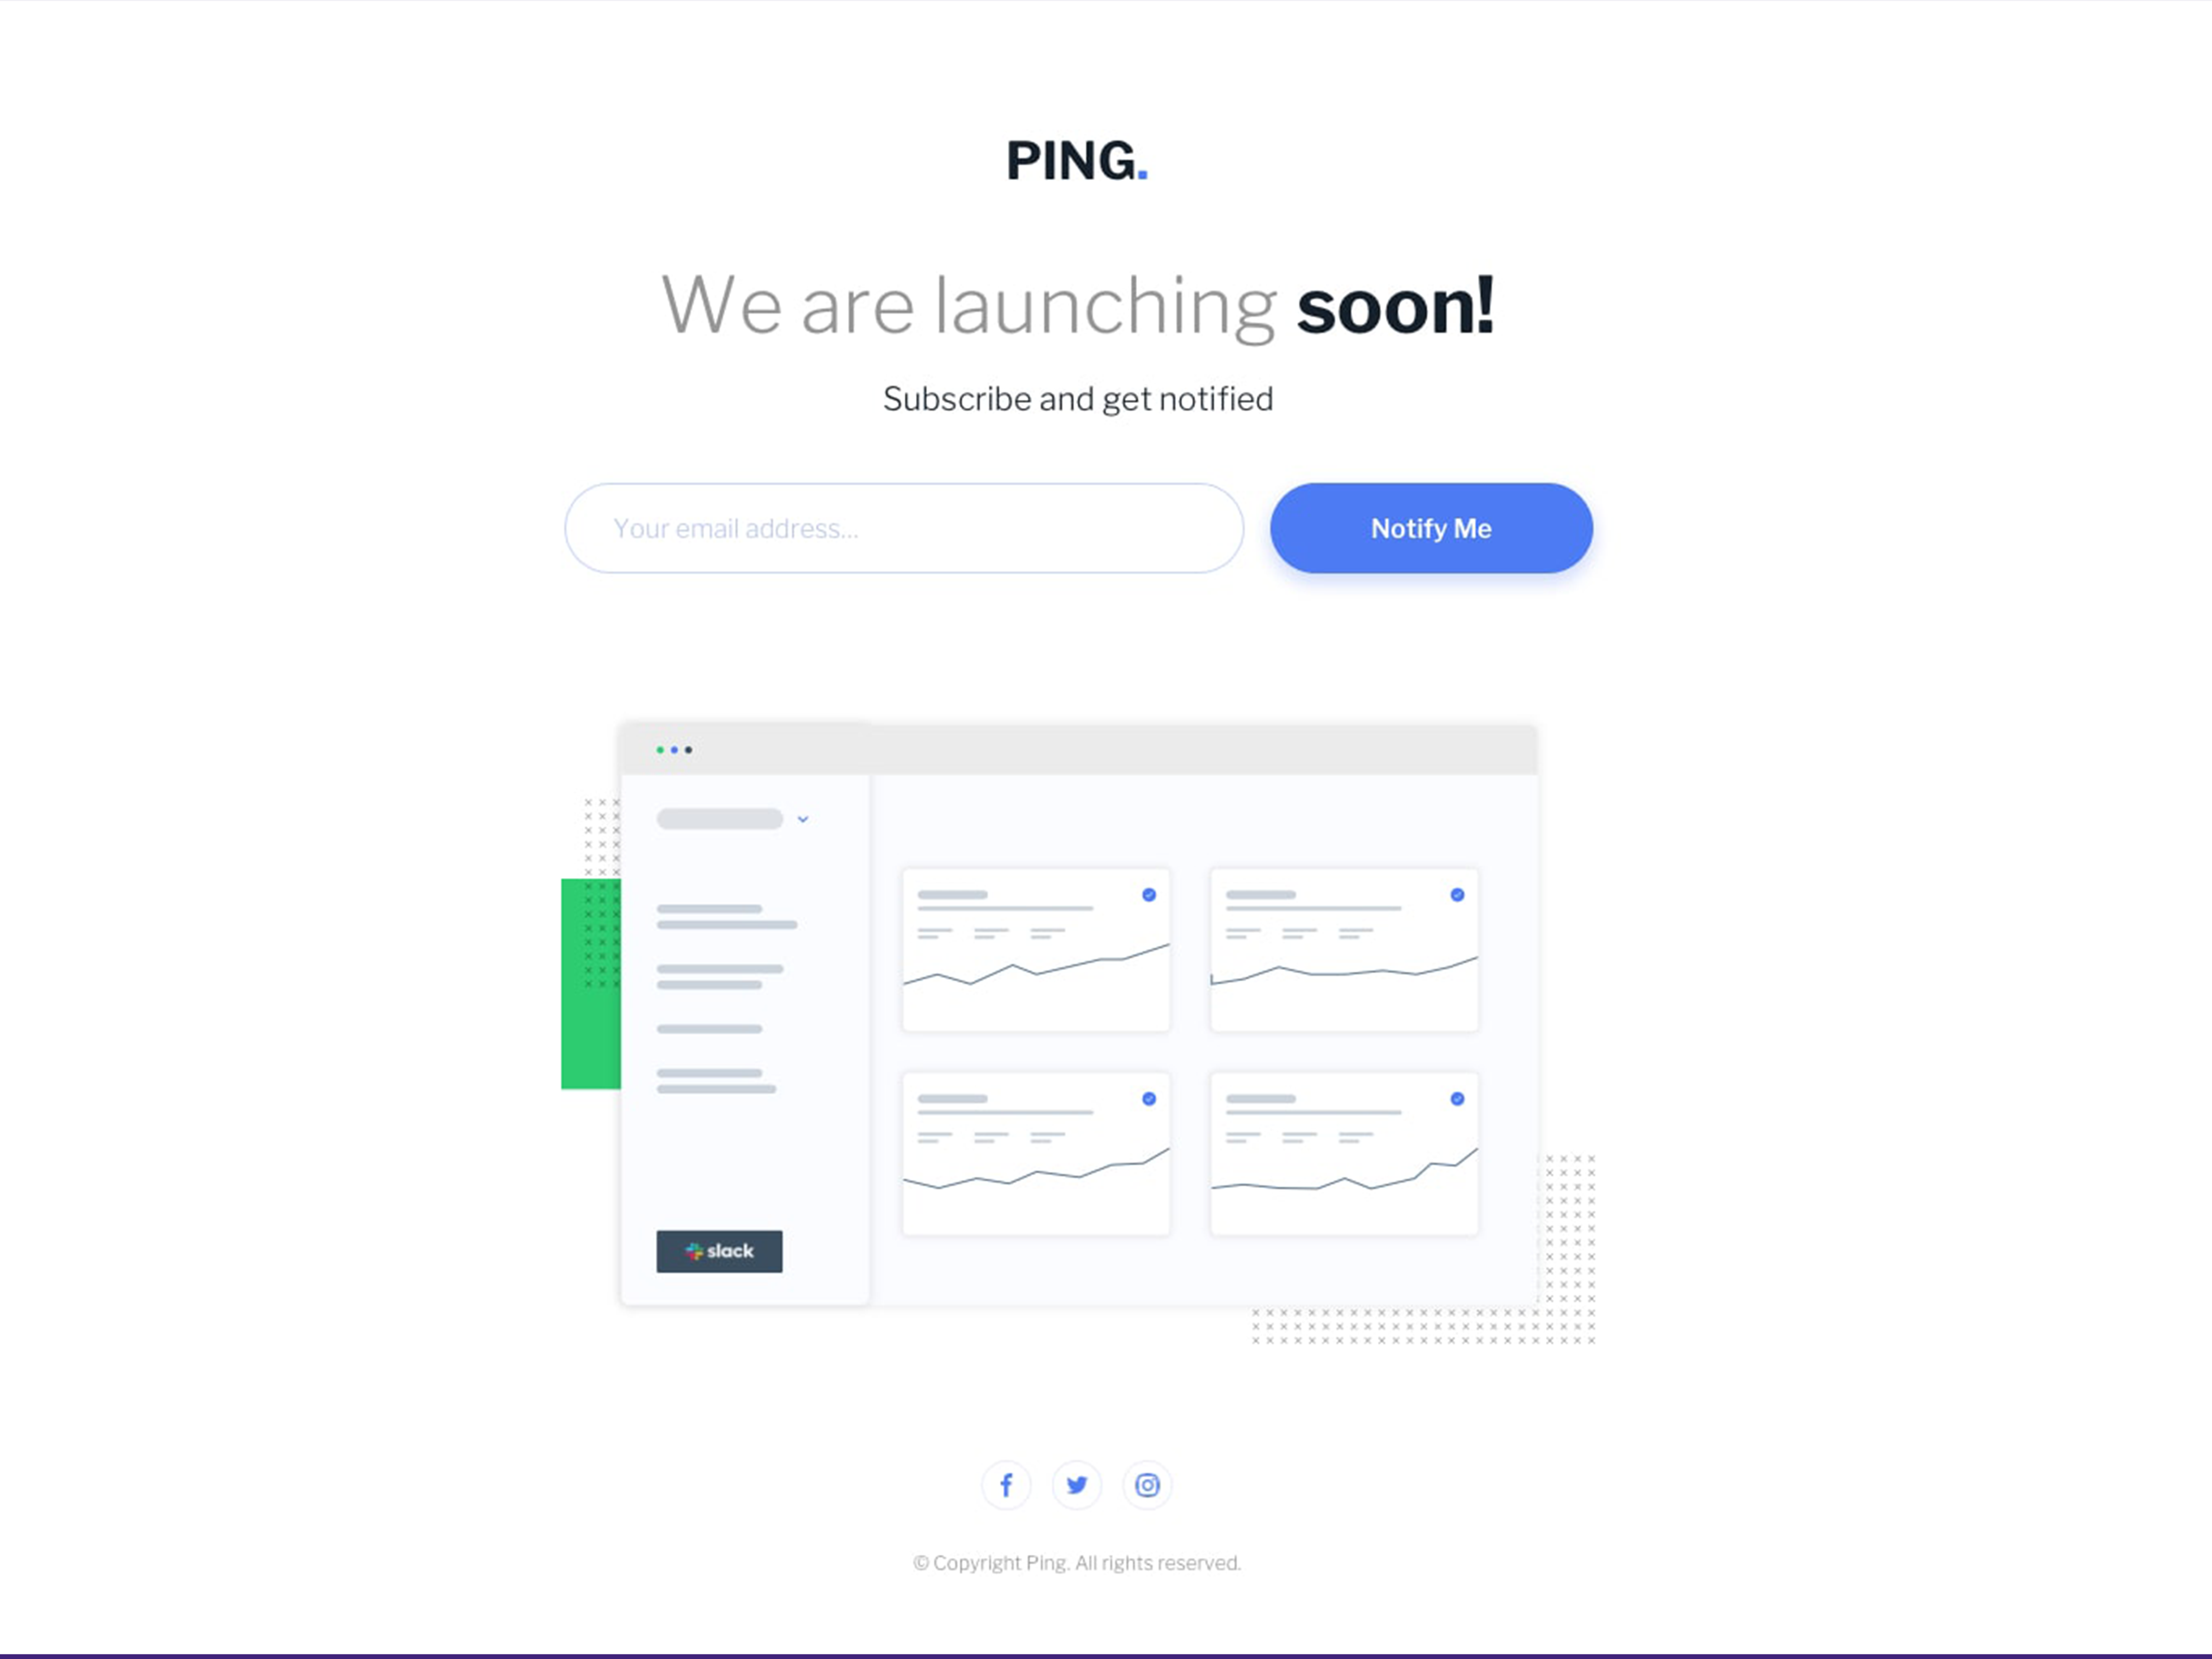 PING.
We are launching soon!
Subscribe and get notified
Your email address...
Notify Me
slack
© Copyright Ping. All rights reserved.